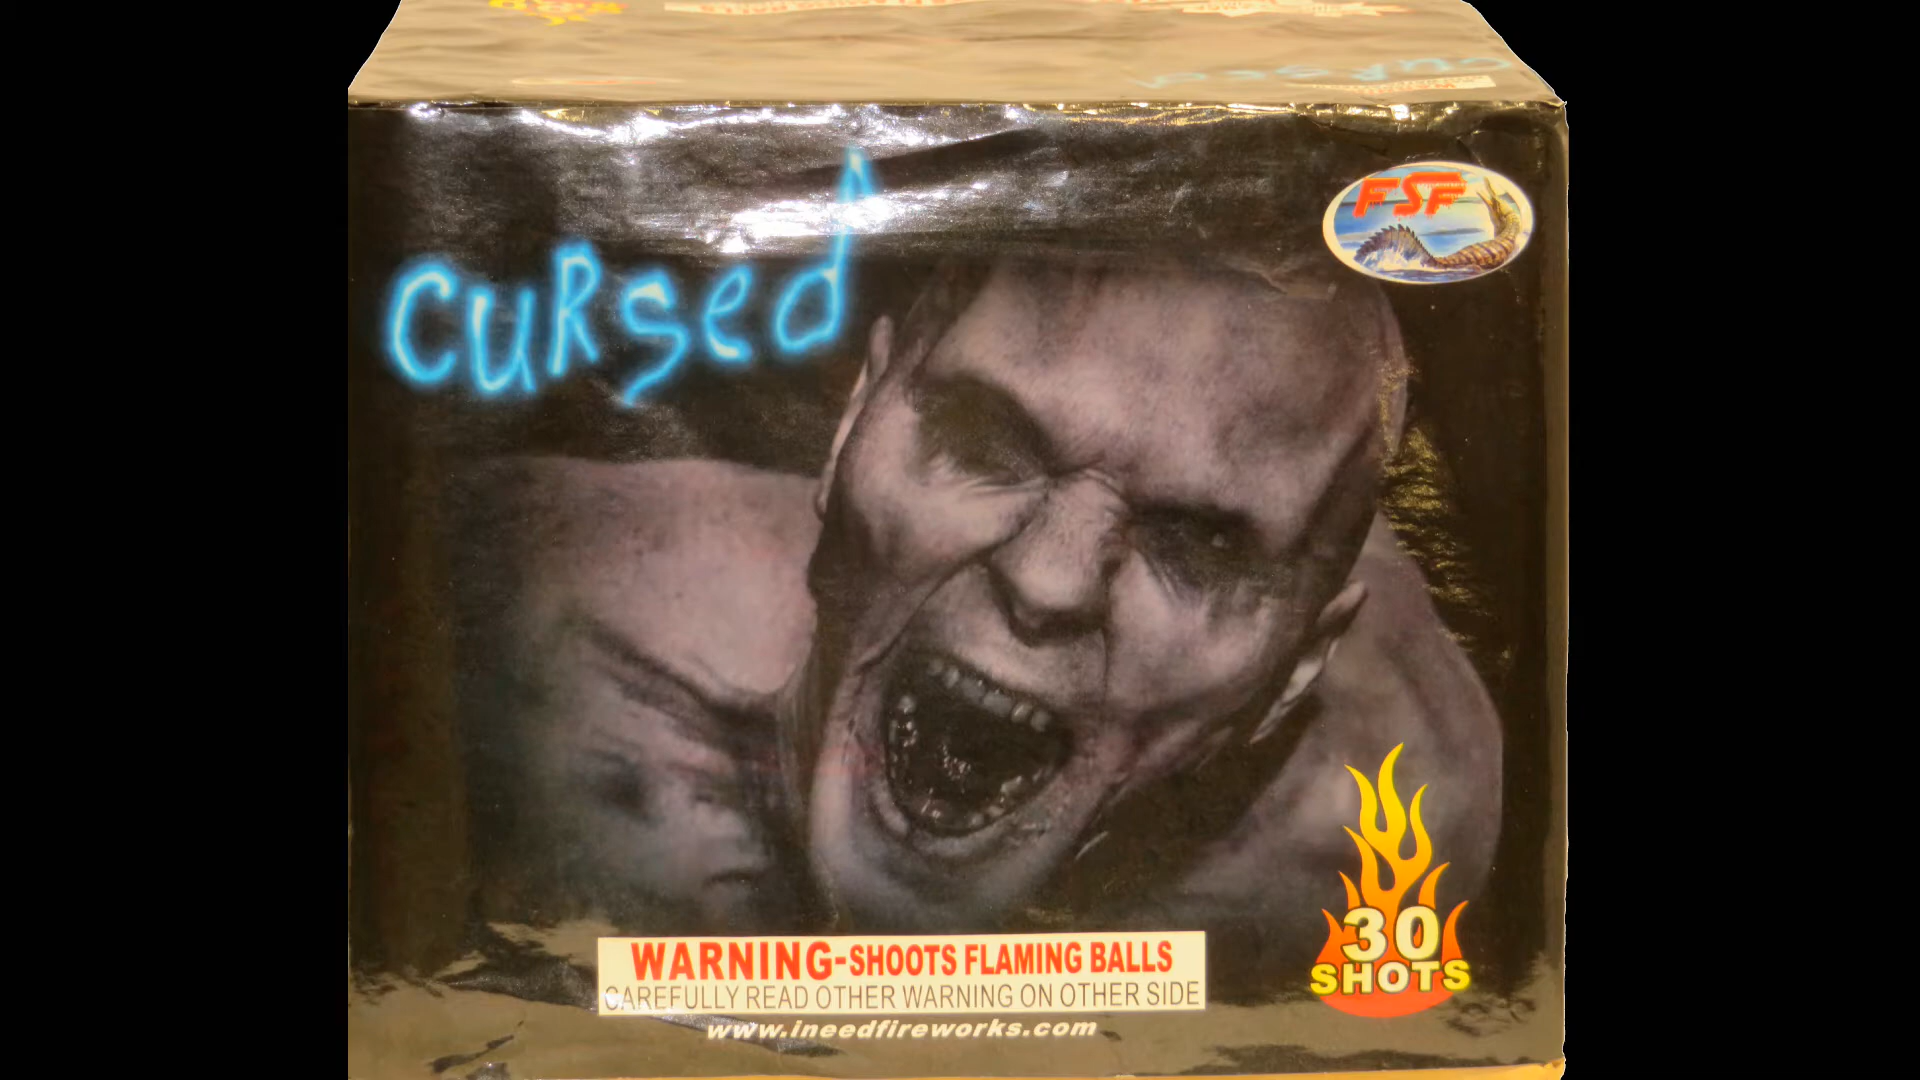 CURSED
FSF
30
SHOTS
WARNING-SHOOTS FLAMING BALLS
CAREFULLY READ OTHER WARNING ON OTHER SIDE
www.ineedfireworks.com